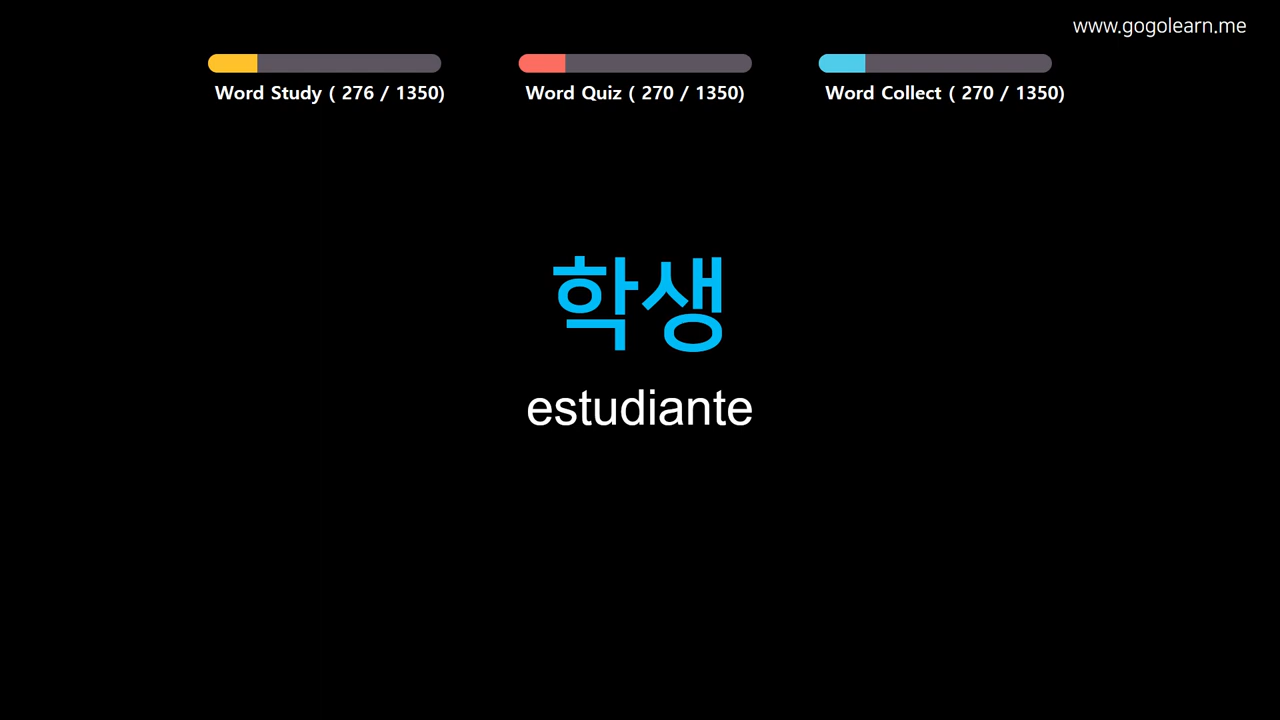 www.gogolearn.me
Word Study ( 276 / 1350)
Word Quiz ( 270 / 1350)
Word Collect ( 270 / 1350)
학생
estudiante